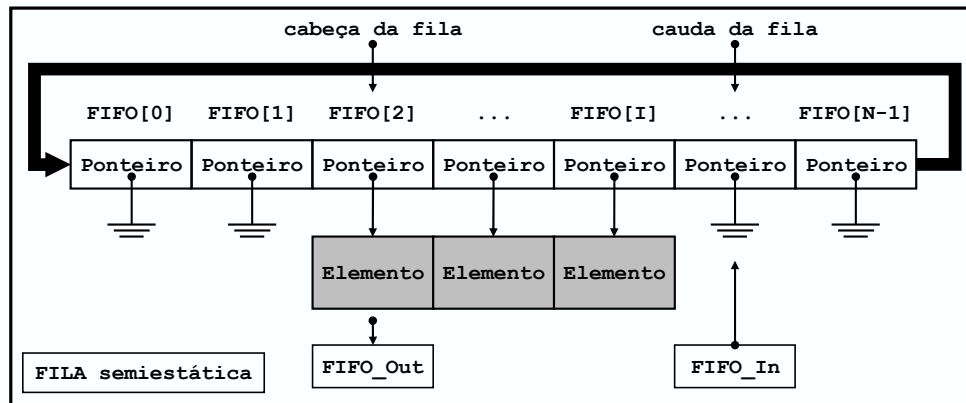 cabeça da fila cauda da fila
FIFO[0] FIFO[1] FIFO[2] ... FIFO[I] ... FIFO[N-1]
Ponteiro Ponteiro Ponteiro Ponteiro Ponteiro Ponteiro Ponteiro
Elemento Elemento Elemento
FILA semiestática FIFO_Out FIFO_In